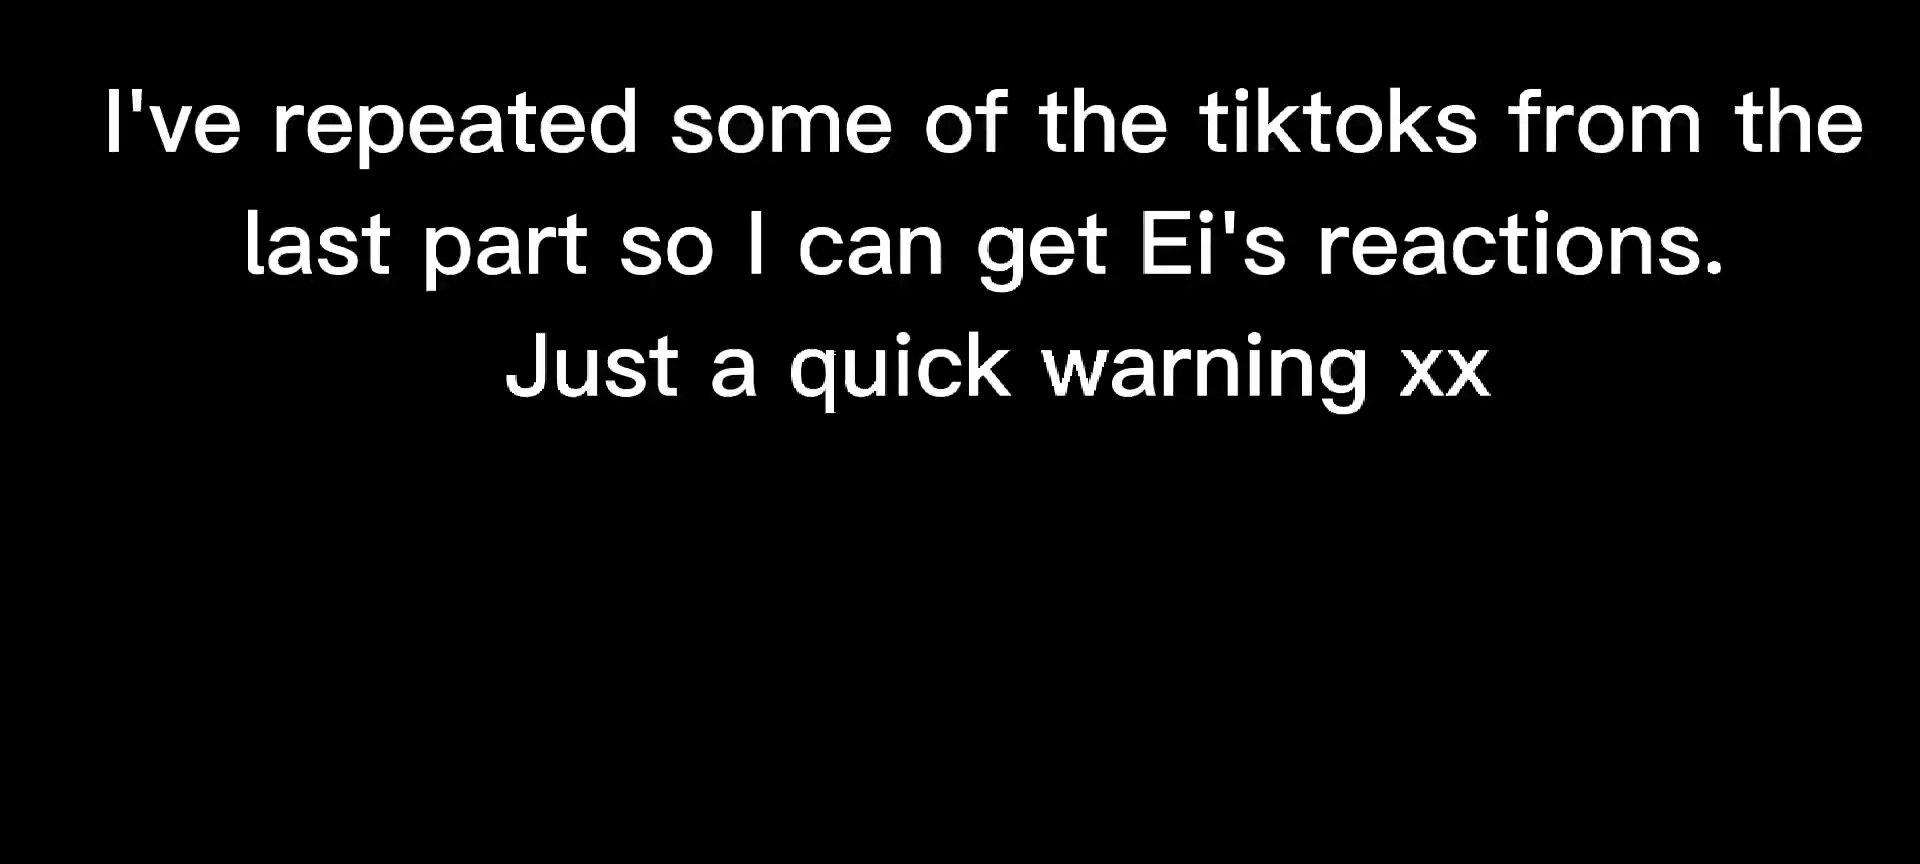 I've repeated some of the tiktoks from the
last part so I can get Ei's reactions.
Just a quick warning xx